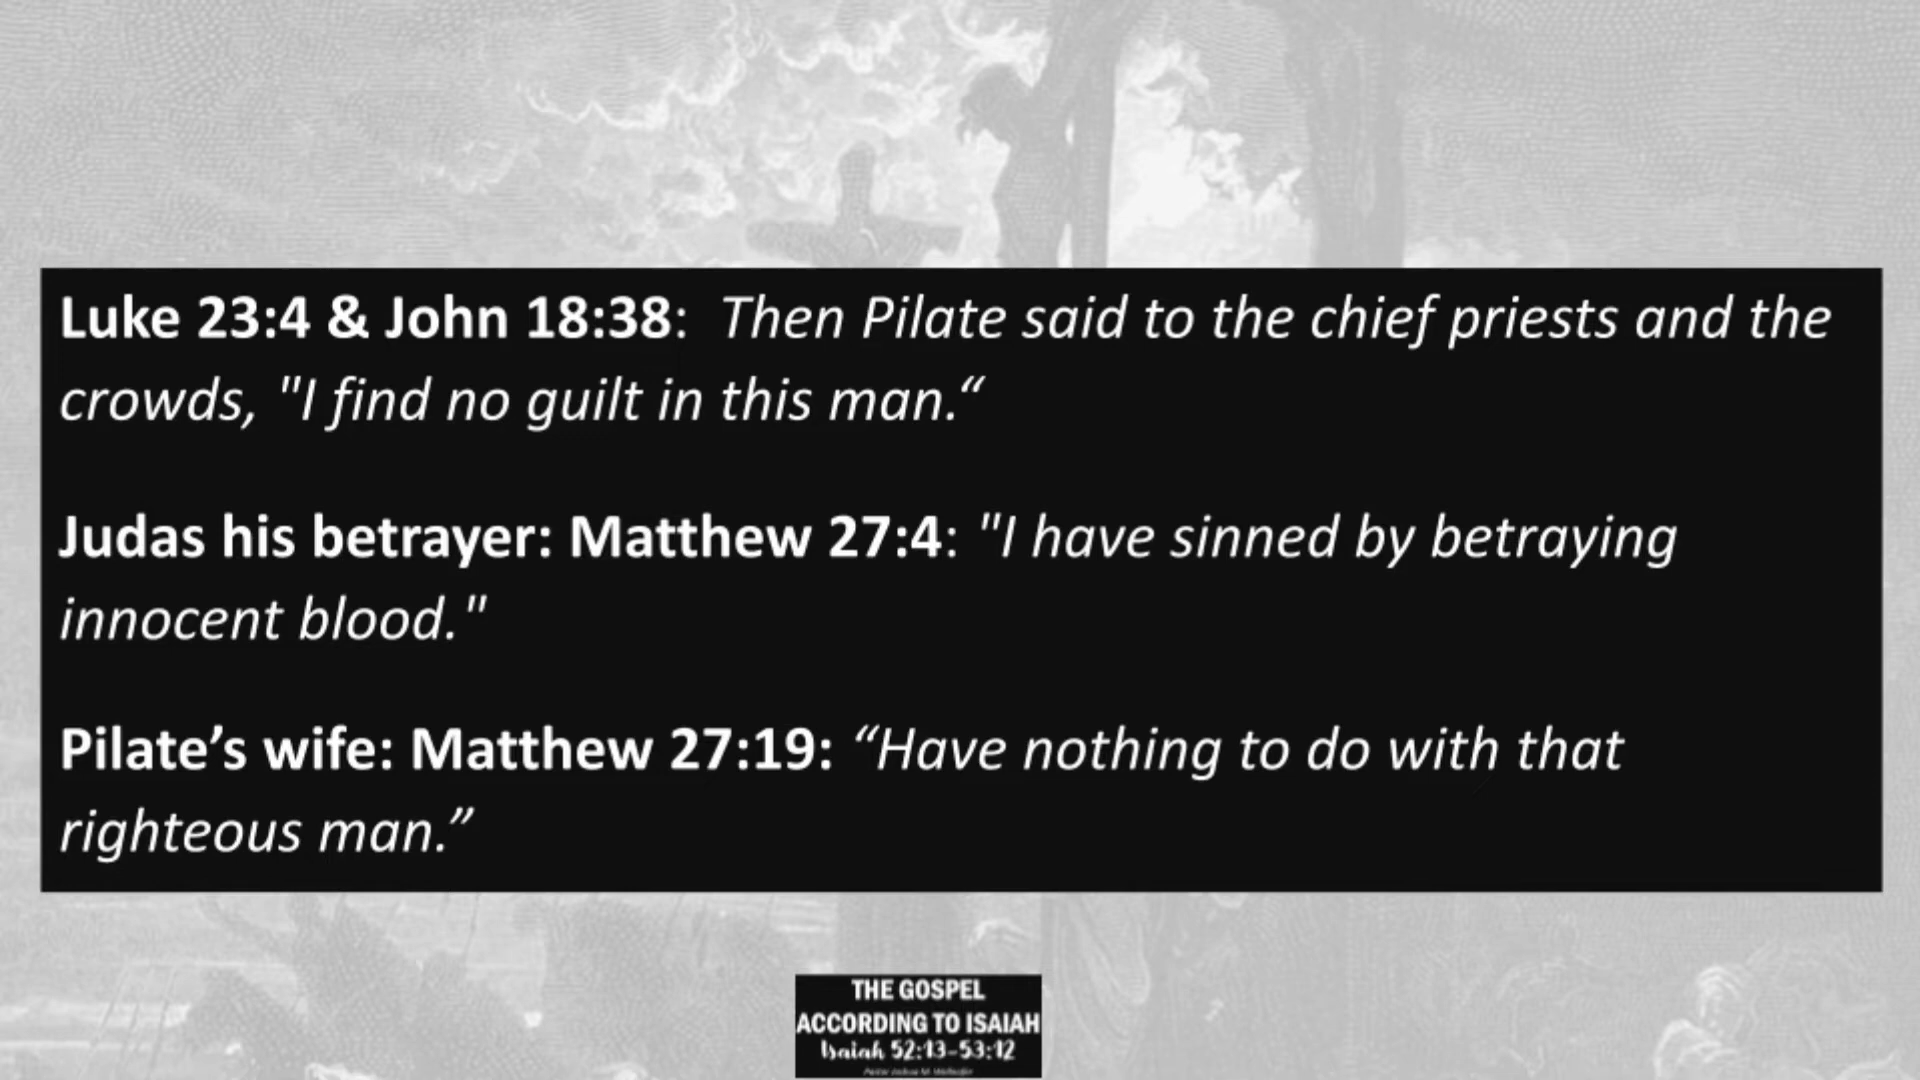 Luke 23:4 & John 18:38:  Then Pilate said to the chief priests and the
crowds, "I find no guilt in this man.“
Judas his betrayer: Matthew 27:4: "I have sinned by betraying
innocent blood."
Pilate’s wife: Matthew 27:19: “Have nothing to do with that
righteous man.”
THE GOSPEL
ACCORDING TO ISAIAH
Isaiah 52:13-53:12
Pastor Joshua M.